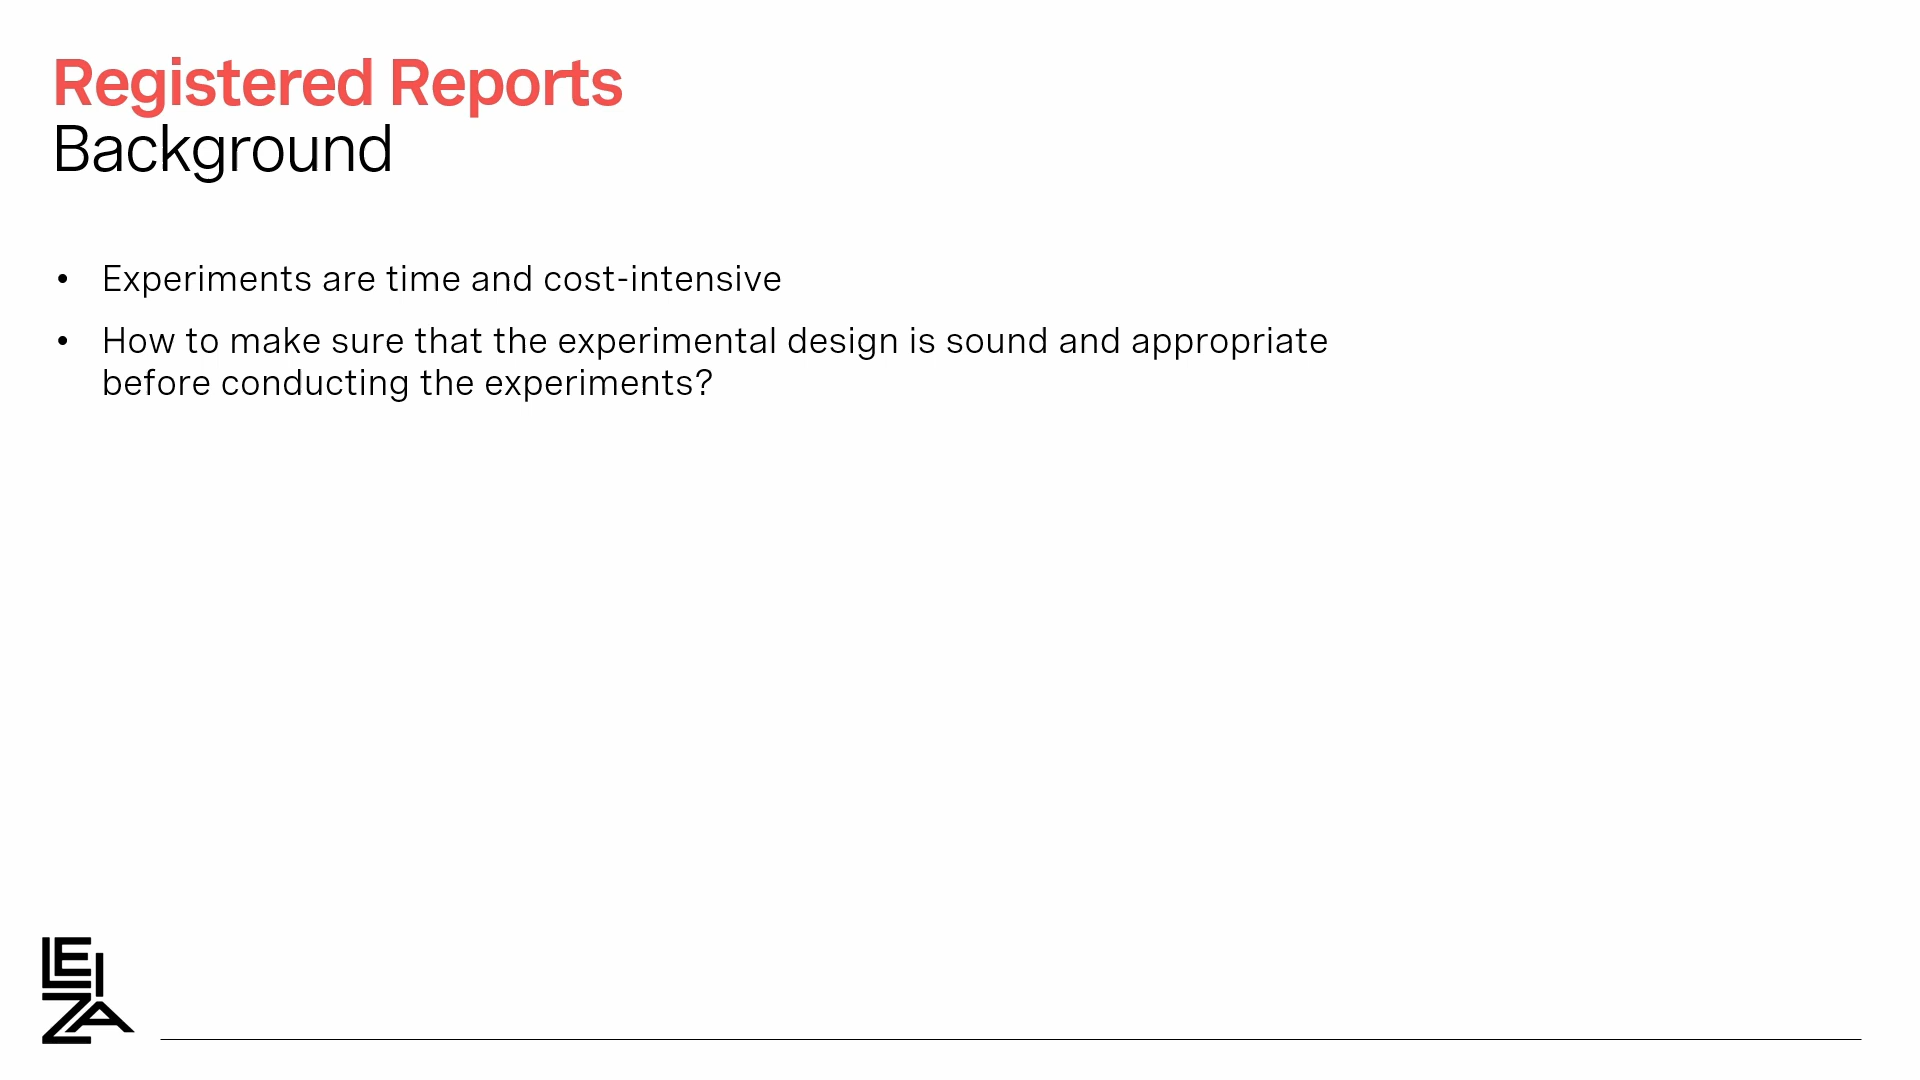 Registered Reports
Background
• Experiments are time and cost-intensive
• How to make sure that the experimental design is sound and appropriate
before conducting the experiments?
LEIZA